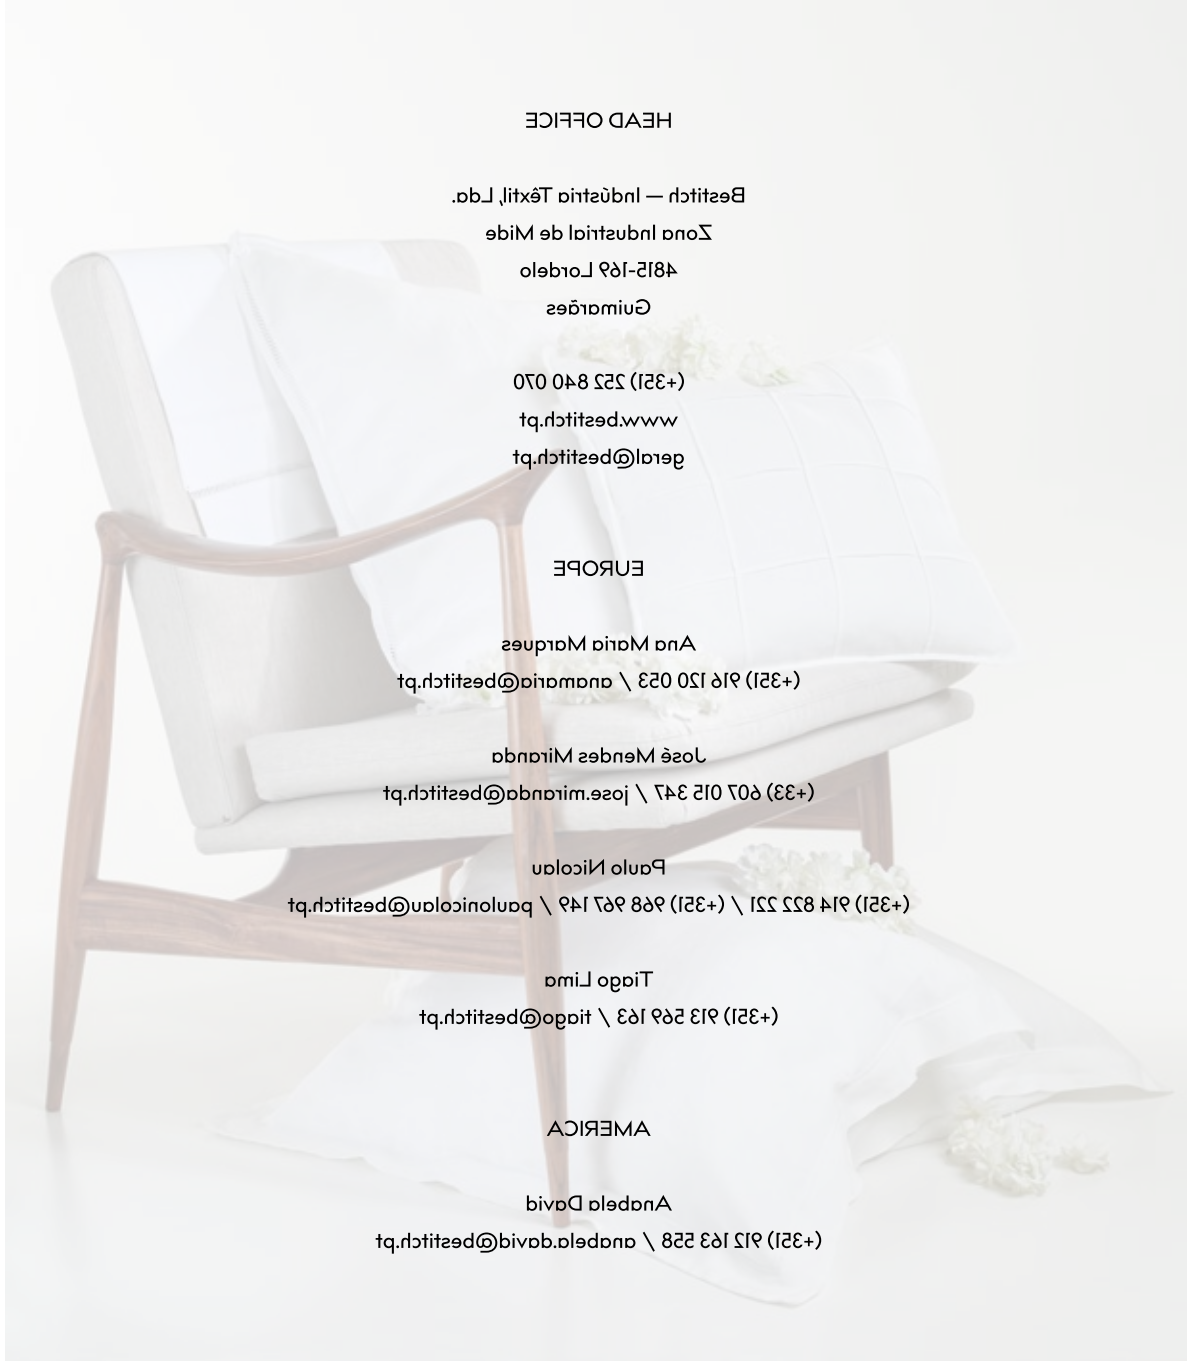 HEAD OFFICE
Bestitch — Indústria Têxtil, Lda.
Zona Industrial de Mide
4815-169 Lordelo
Guimarães
(+351) 252 840 070
www.bestitch.pt
geral@bestitch.pt
EUROPE
Ana Maria Marques
(+351) 916 120 053 / anamaria@bestitch.pt
José Mendes Miranda
(+33) 607 015 347 / jose.miranda@bestitch.pt
Paulo Nicolau
(+351) 914 822 221 / (+351) 968 967 149 / paulonicolau@bestitch.pt
Tiago Lima
(+351) 913 569 163 / tiago@bestitch.pt
AMERICA
Anabela David
(+351) 912 163 558 / anabela.david@bestitch.pt